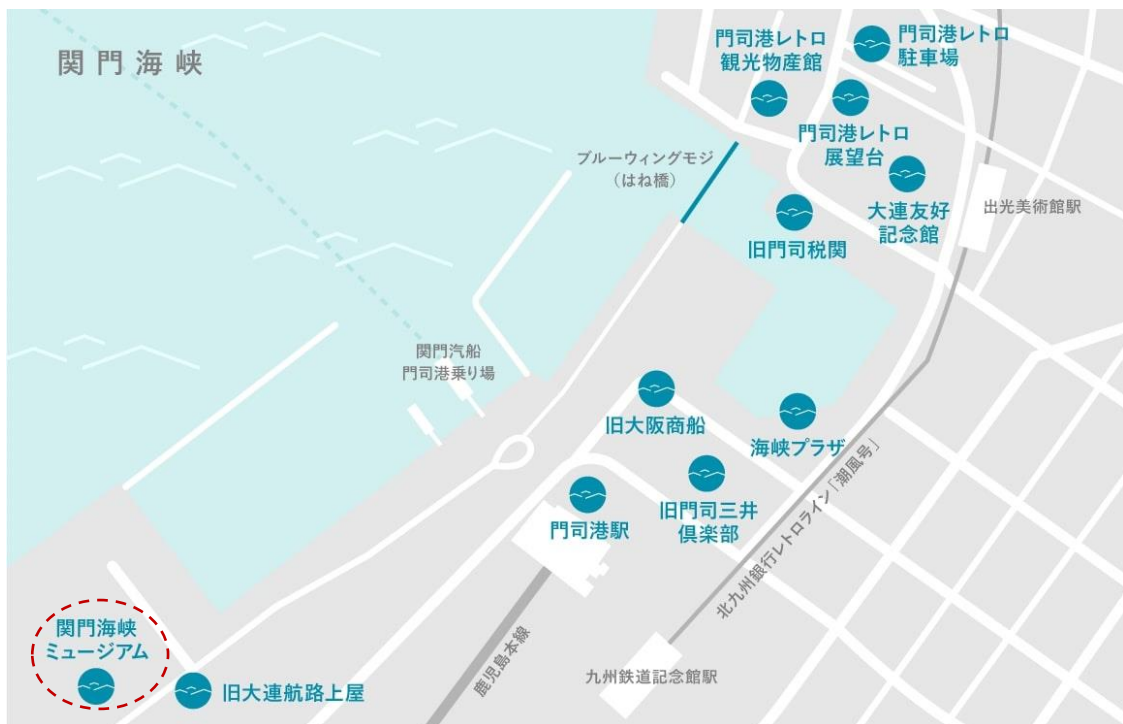 関門海峡
門司港レトロ
観光物産館
門司港レトロ
駐車場
門司港レトロ
展望台
ブルーウィングモジ
(はね橋)
大連友好
記念館
出光美術館駅
旧門司税関
関門汽船
門司港乗り場
旧大阪商船
海峡プラザ
北九州銀行レトロライン「潮風号」
旧門司三井
倶楽部
門司港駅
関門海峡
ミュージアム
旧大連航路上屋
鹿児島本線
九州鉄道記念館駅